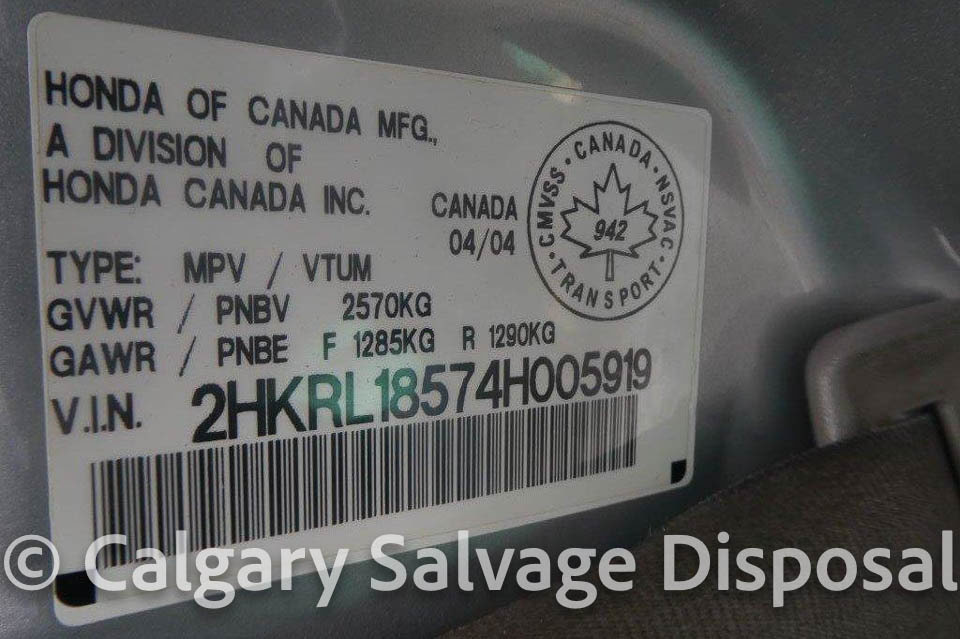 HONDA OF CANADA MFG.,
A DIVISION OF
HONDA CANADA INC.
CANADA
04/04
CMVSS · CANADA · NSVAC · TRANSPORT ·
942
TYPE: MPV / VTUM
GVWR / PNBV 2570KG
GAWR / PNBE F 1285KG R 1290KG
V.I.N. 2HKRL18574H005919
© Calgary Salvage Disposal